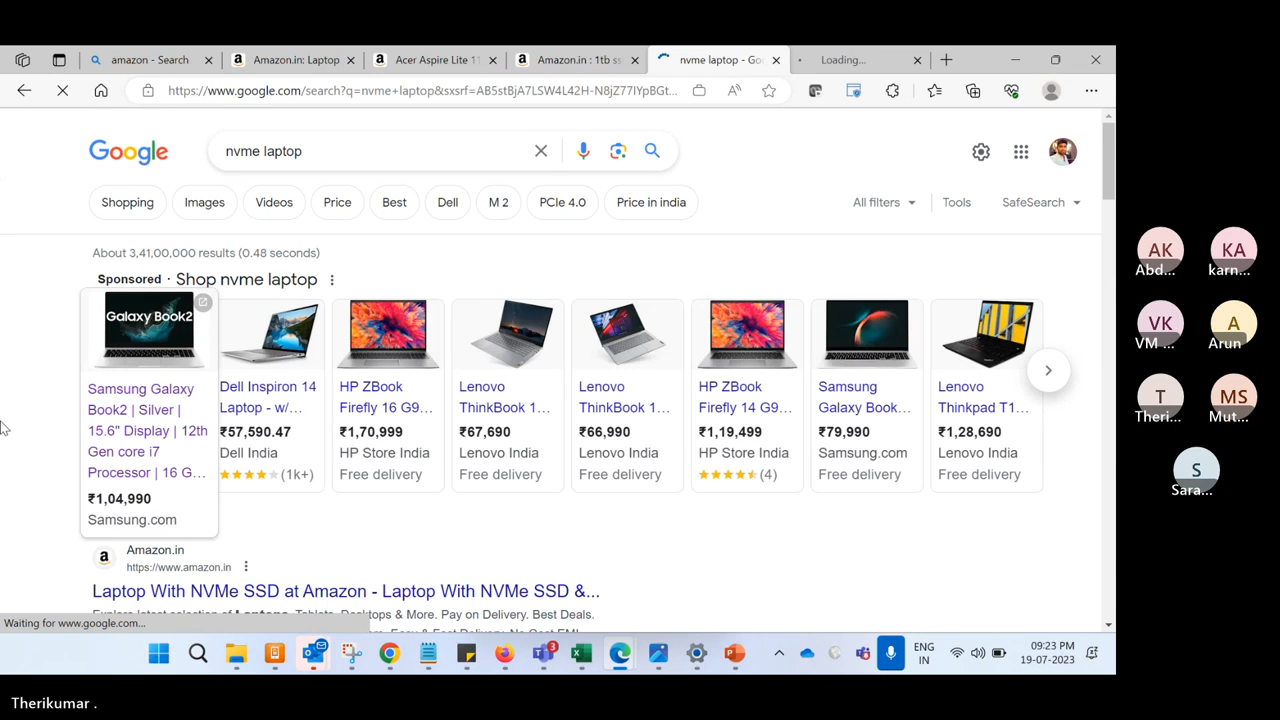 amazon - Search
Amazon.in: Laptop
Acer Aspire Lite 11
Amazon.in : 1tb ss
nvme laptop - Goo
Loading...
https://www.google.com/search?q=nvme+laptop&sxsrf=AB5stBjA7LSW4L42H-N8jZ77IYpBGt...
Google
nvme laptop
Shopping
Images
Videos
Price
Best
Dell
M 2
PCIe 4.0
Price in india
All filters
Tools
SafeSearch
About 3,41,00,000 results (0.48 seconds)
Sponsored · Shop nvme laptop
Galaxy Book2
Samsung Galaxy
Book2 | Silver |
15.6" Display | 12th
Gen core i7
Processor | 16 G...
₹1,04,990
Samsung.com
Dell Inspiron 14
Laptop - w/...
₹57,590.47
Dell India
(1k+)
HP ZBook
Firefly 16 G9...
₹1,70,999
HP Store India
Free delivery
Lenovo
ThinkBook 1...
₹67,690
Lenovo India
Free delivery
Lenovo
ThinkBook 1...
₹66,990
Lenovo India
Free delivery
HP ZBook
Firefly 14 G9...
₹1,19,499
HP Store India
(4)
Samsung
Galaxy Book...
₹79,990
Samsung.com
Free delivery
Lenovo
Thinkpad T1...
₹1,28,690
Lenovo India
Free delivery
Amazon.in
https://www.amazon.in
Laptop With NVMe SSD at Amazon - Laptop With NVMe SSD &...
Explore latest selection of Laptops, Tablets, Desktops & More. Pay on Delivery. Best Deals.
Waiting for www.google.com...
3
ENG
IN
09:23 PM
19-07-2023
AK
Abd...
KA
karn...
VK
VM ...
A
Arun
T
Theri...
MS
Mut...
S
Sara...
Therikumar .